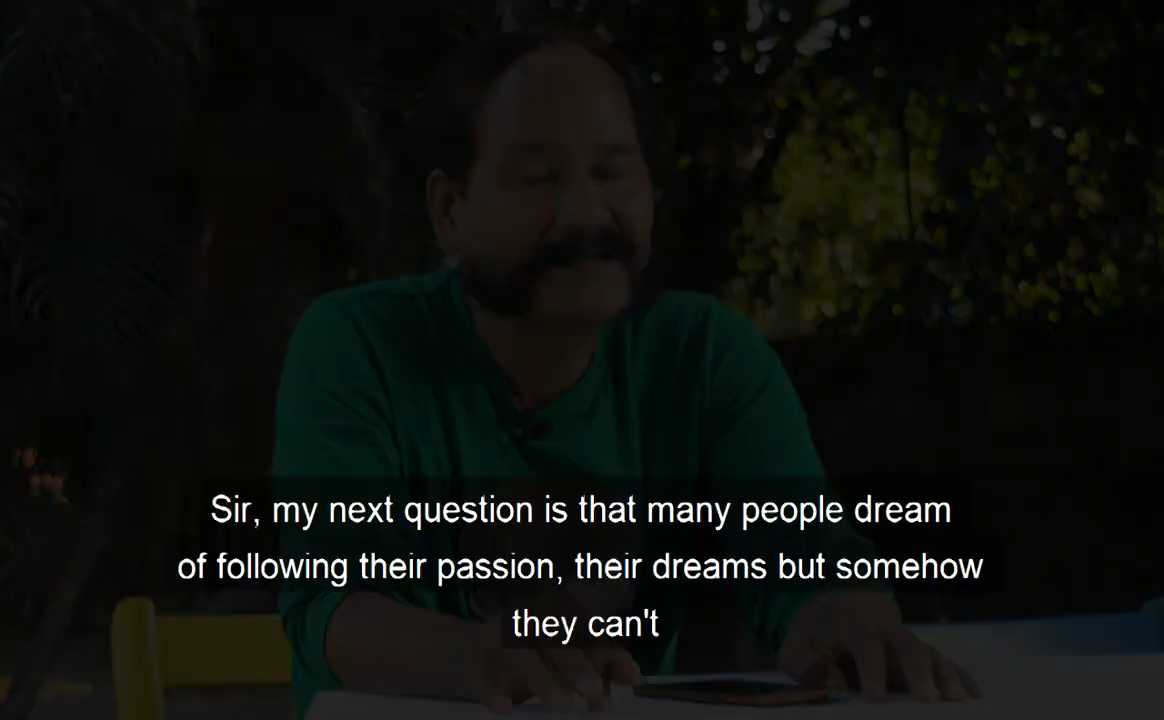 Sir, my next question is that many people dream
of following their passion, their dreams but somehow
they can't